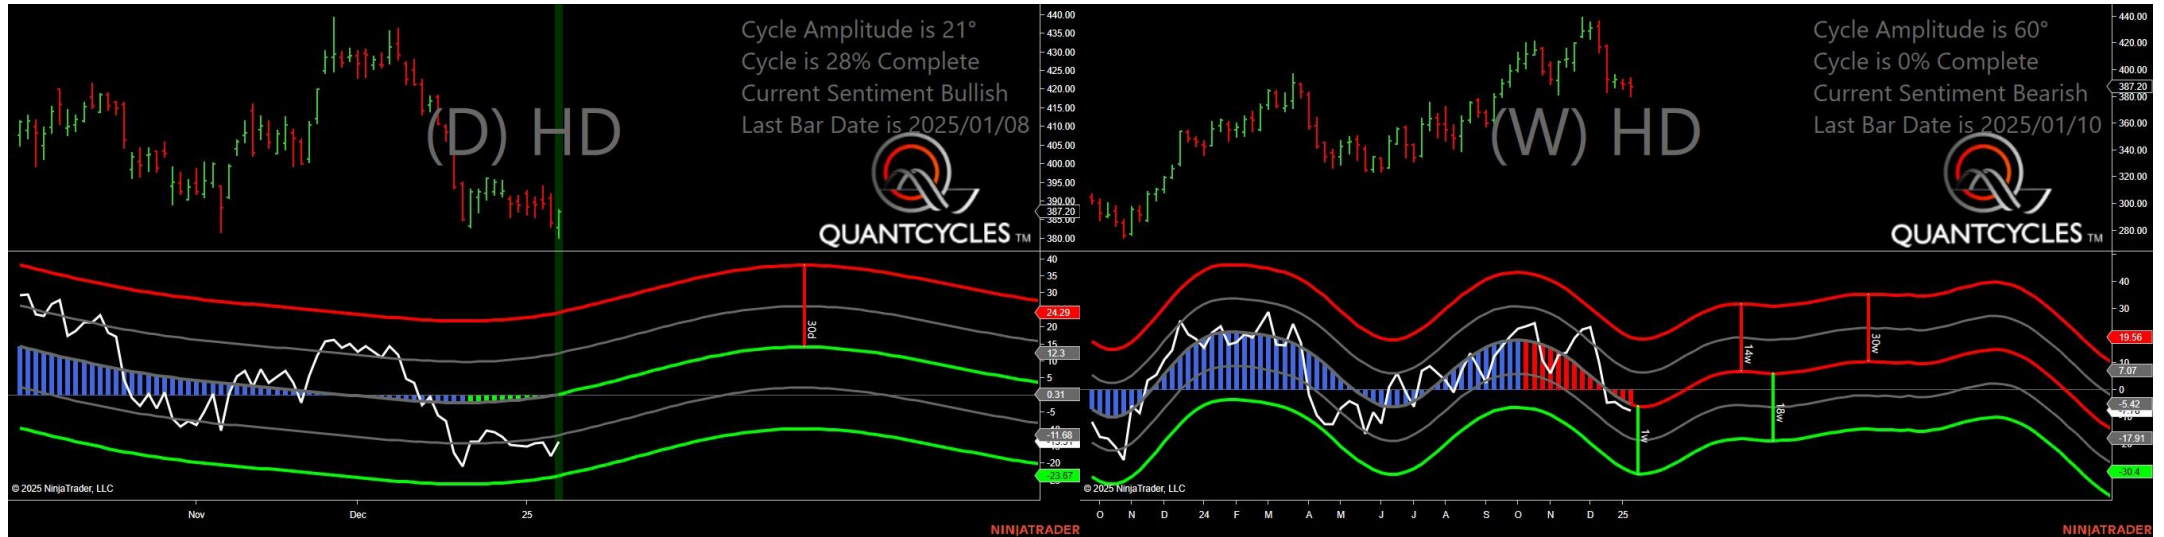 Cycle Amplitude is 21°
Cycle is 28% Complete
Current Sentiment Bullish
Last Bar Date is 2025/01/08
(D) HD
QUANTCYCLES TM
440.00
435.00
430.00
425.00
420.00
415.00
410.00
405.00
400.00
395.00
390.00
387.20
385.00
380.00
40
35
30
24.29
20
15
12.3
10
5
0.31
-5
-11.68
-20
-23.67
30d
© 2025 NinjaTrader, LLC
Nov
Dec
25
NINJATRADER
Cycle Amplitude is 60°
Cycle is 0% Complete
Current Sentiment Bearish
Last Bar Date is 2025/01/10
(W) HD
QUANTCYCLES TM
440.00
420.00
400.00
387.20
380.00
360.00
340.00
320.00
300.00
280.00
40
30
19.56
10
7.07
0
-5.42
-17.91
-30.4
1w
14w
18w
30w
© 2025 NinjaTrader, LLC
O N D 24 F M A M J J A S O N D 25
NINJATRADER